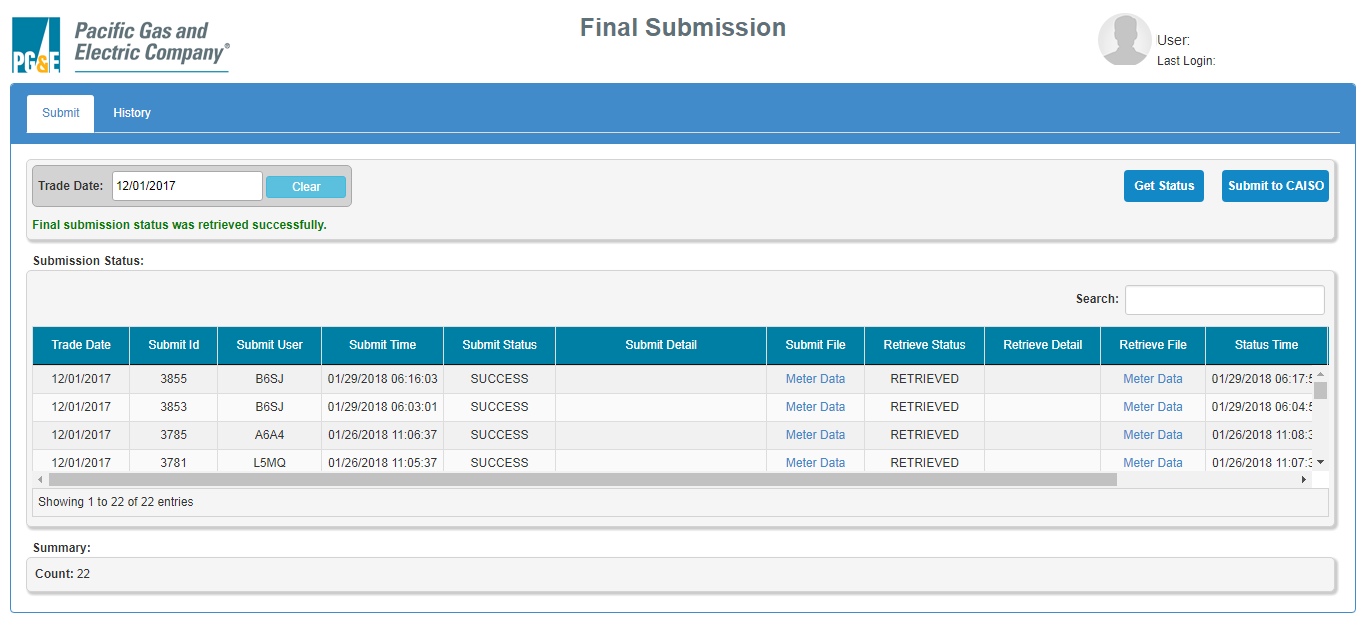 Pacific Gas and
Electric Company®
PG&E
Final Submission
User:
Last Login:
Submit History
Trade Date: 12/01/2017 Clear Get Status Submit to CAISO
Final submission status was retrieved successfully.
Submission Status:
Search:
Trade Date Submit Id Submit User Submit Time Submit Status Submit Detail Submit File Retrieve Status Retrieve Detail Retrieve File Status Time
12/01/2017 3855 B6SJ 01/29/2018 06:16:03 SUCCESS Meter Data RETRIEVED Meter Data 01/29/2018 06:17:5
12/01/2017 3853 B6SJ 01/29/2018 06:03:01 SUCCESS Meter Data RETRIEVED Meter Data 01/29/2018 06:04:5
12/01/2017 3785 A6A4 01/26/2018 11:06:37 SUCCESS Meter Data RETRIEVED Meter Data 01/26/2018 11:08:3
12/01/2017 3781 L5MQ 01/26/2018 11:05:37 SUCCESS Meter Data RETRIEVED Meter Data 01/26/2018 11:07:3
Showing 1 to 22 of 22 entries
Summary:
Count: 22